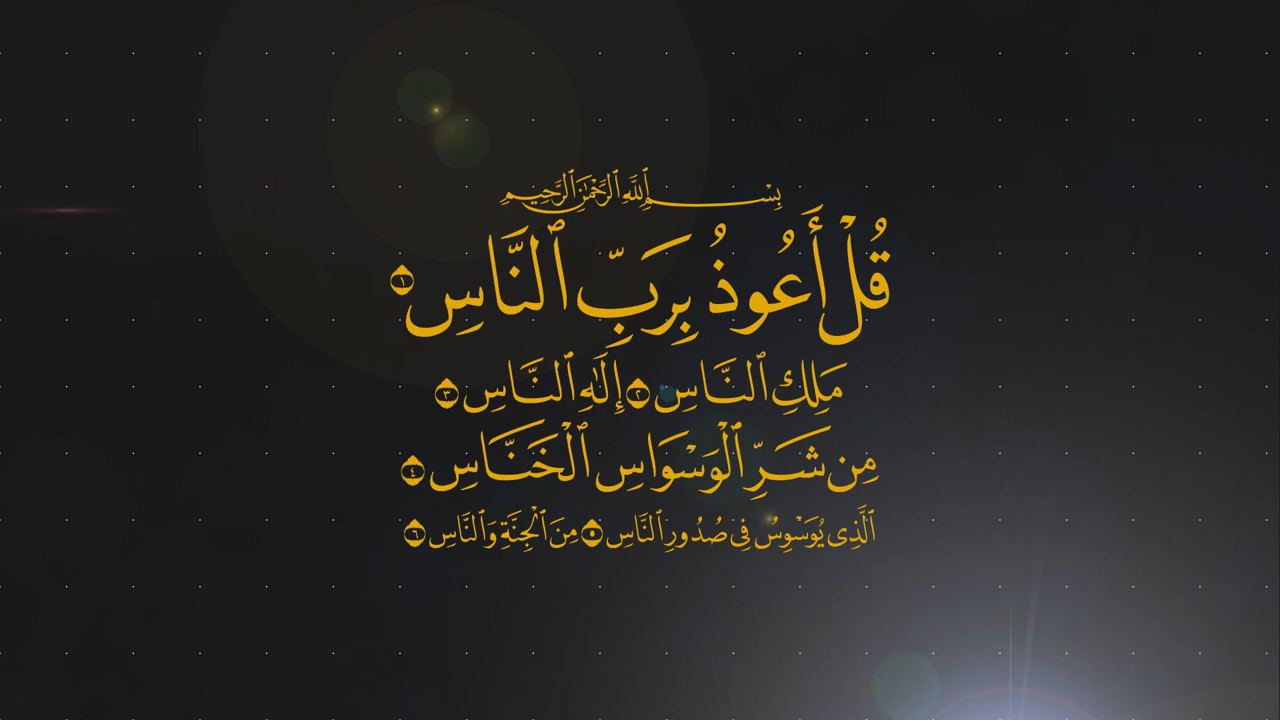 بِسْمِ ٱللَّهِ ٱلرَّحْمَٰنِ ٱلرَّحِيمِ
قُلْ أَعُوذُ بِرَبِّ ٱلنَّاسِ ١
مَلِكِ ٱلنَّاسِ ٢ إِلَٰهِ ٱلنَّاسِ ٣
مِن شَرِّ ٱلْوَسْوَاسِ ٱلْخَنَّاسِ ٤
ٱلَّذِى يُوَسْوِسُ فِى صُدُورِ ٱلنَّاسِ ٥ مِنَ ٱلْجِنَّةِ وَٱلنَّاسِ ٦